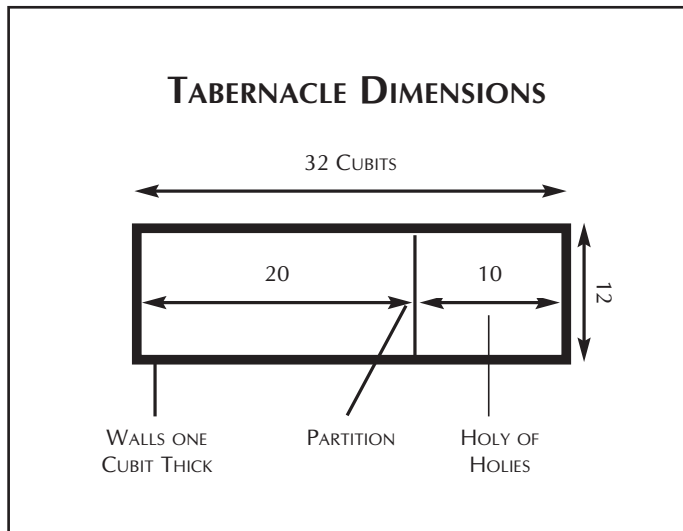 TABERNACLE DIMENSIONS
32 CUBITS
20
10
12
WALLS ONE
CUBIT THICK
PARTITION
HOLY OF
HOLIES